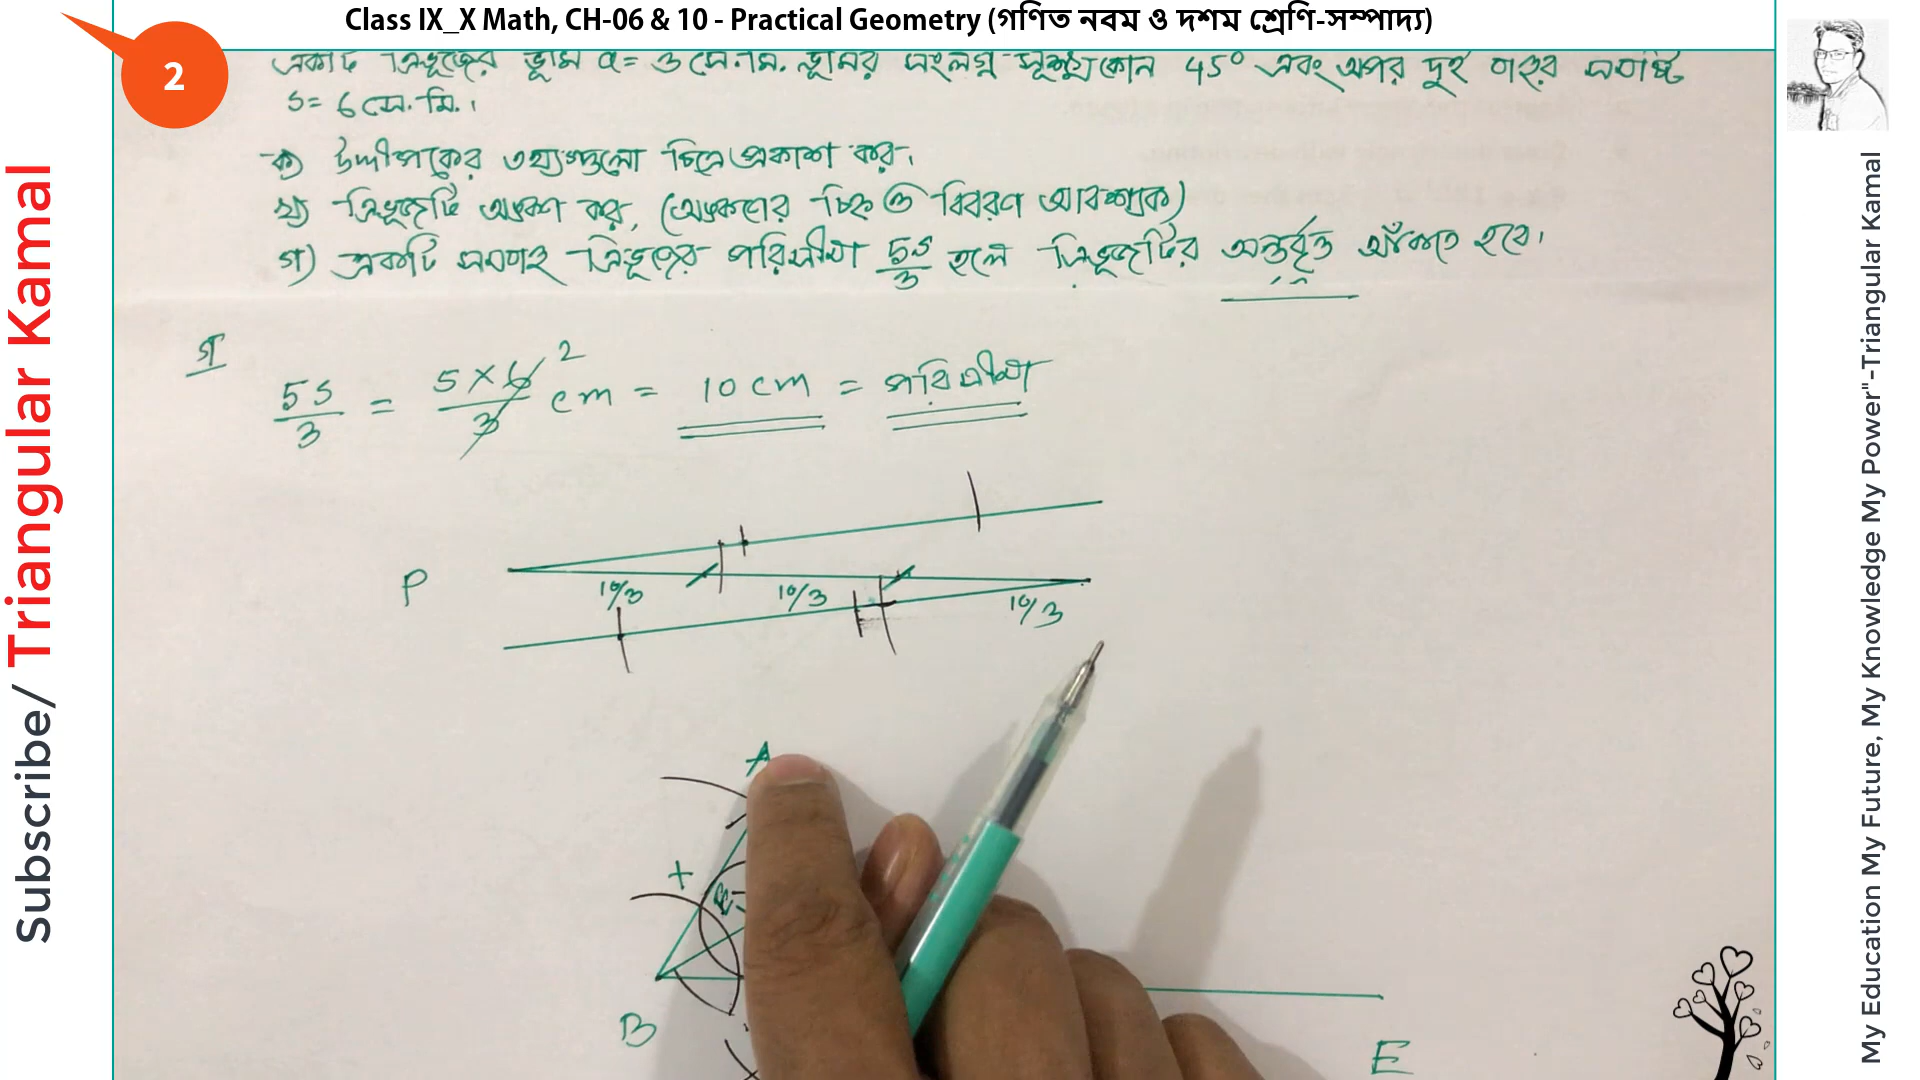 Class IX_X Math, CH-06 & 10 - Practical Geometry (গণিত নবম ও দশম শ্রেণি-সম্পাদ্য)
2
একটি ত্রিভুজের ভূমি a = 3 সে.মি. ভূমির সংলগ্ন সূক্ষ্মকোন 45° এবং অপর দুই বাহুর সমষ্টি
s = 6 সে. মি.।
ক) উদ্দীপকের তথ্যগুলো চিত্রে প্রকাশ কর।
খ) ত্রিভূজটি অঙ্কন কর, (অঙ্কনের চিহ্ন ও বিবরণ আবশ্যক)
গ) একটি সমবাহু ত্রিভূজের পরিসীমা 5s/3 হলে ত্রিভূজটির অন্তর্বৃত্ত আঁকতে হবে।
গ
5s/3 = 5 × 6/3 2 cm = 10 cm = পরিসীমা
P
10/3 10/3 10/3
A
B
E
Subscribe/ Triangular Kamal
My Education My Future, My Knowledge My Power"-Triangular Kamal